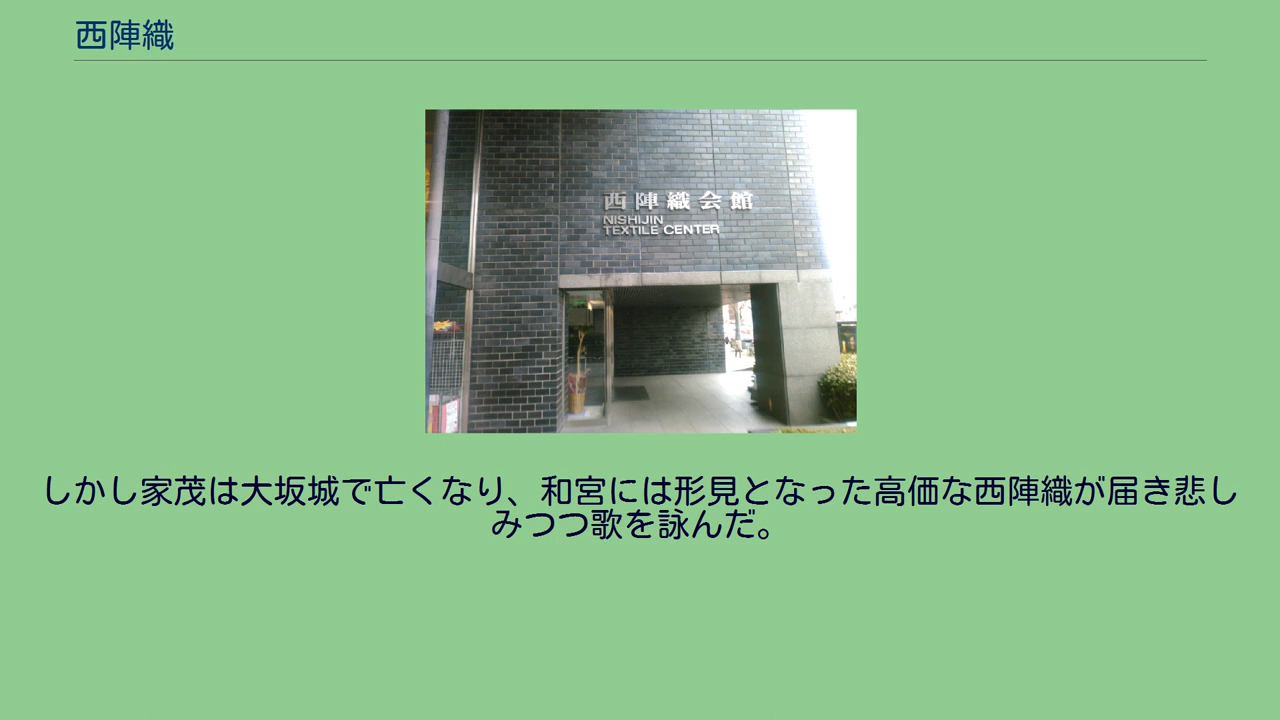 西陣織
西陣織会館
NISHIJIN
TEXTILE CENTER
しかし家茂は大坂城で亡くなり、和宮には形見となった高価な西陣織が届き悲し
みつつ歌を詠んだ。